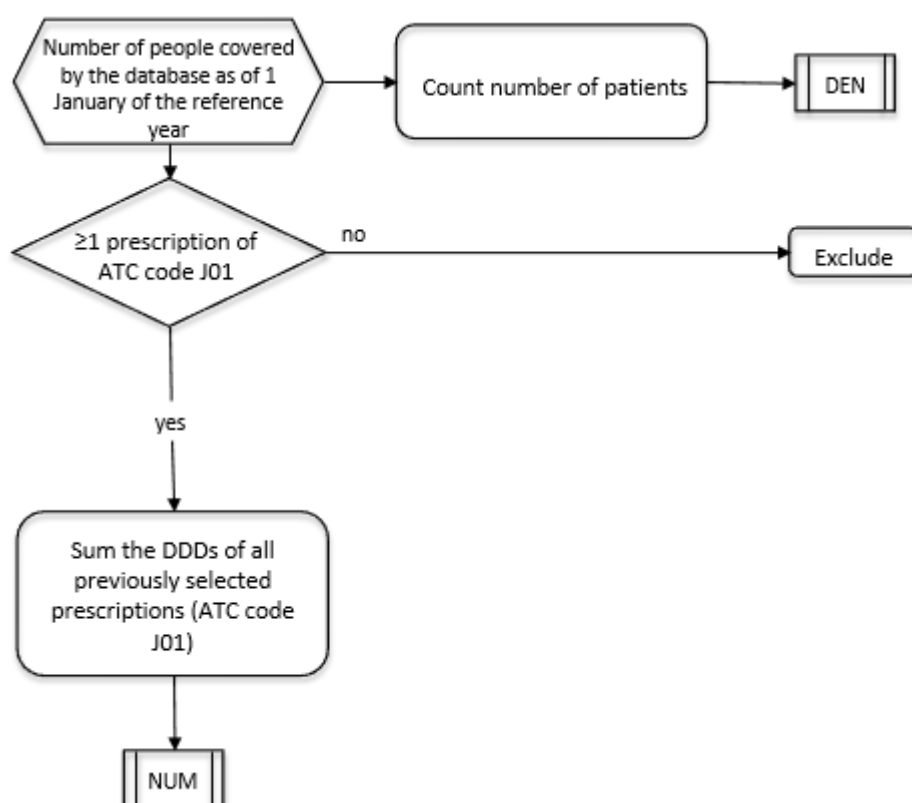 Number of people covered
by the database as of 1
January of the reference
year
Count number of patients
DEN
≥1 prescription of
ATC code J01
no
Exclude
yes
Sum the DDDs of all
previously selected
prescriptions (ATC code
J01)
NUM